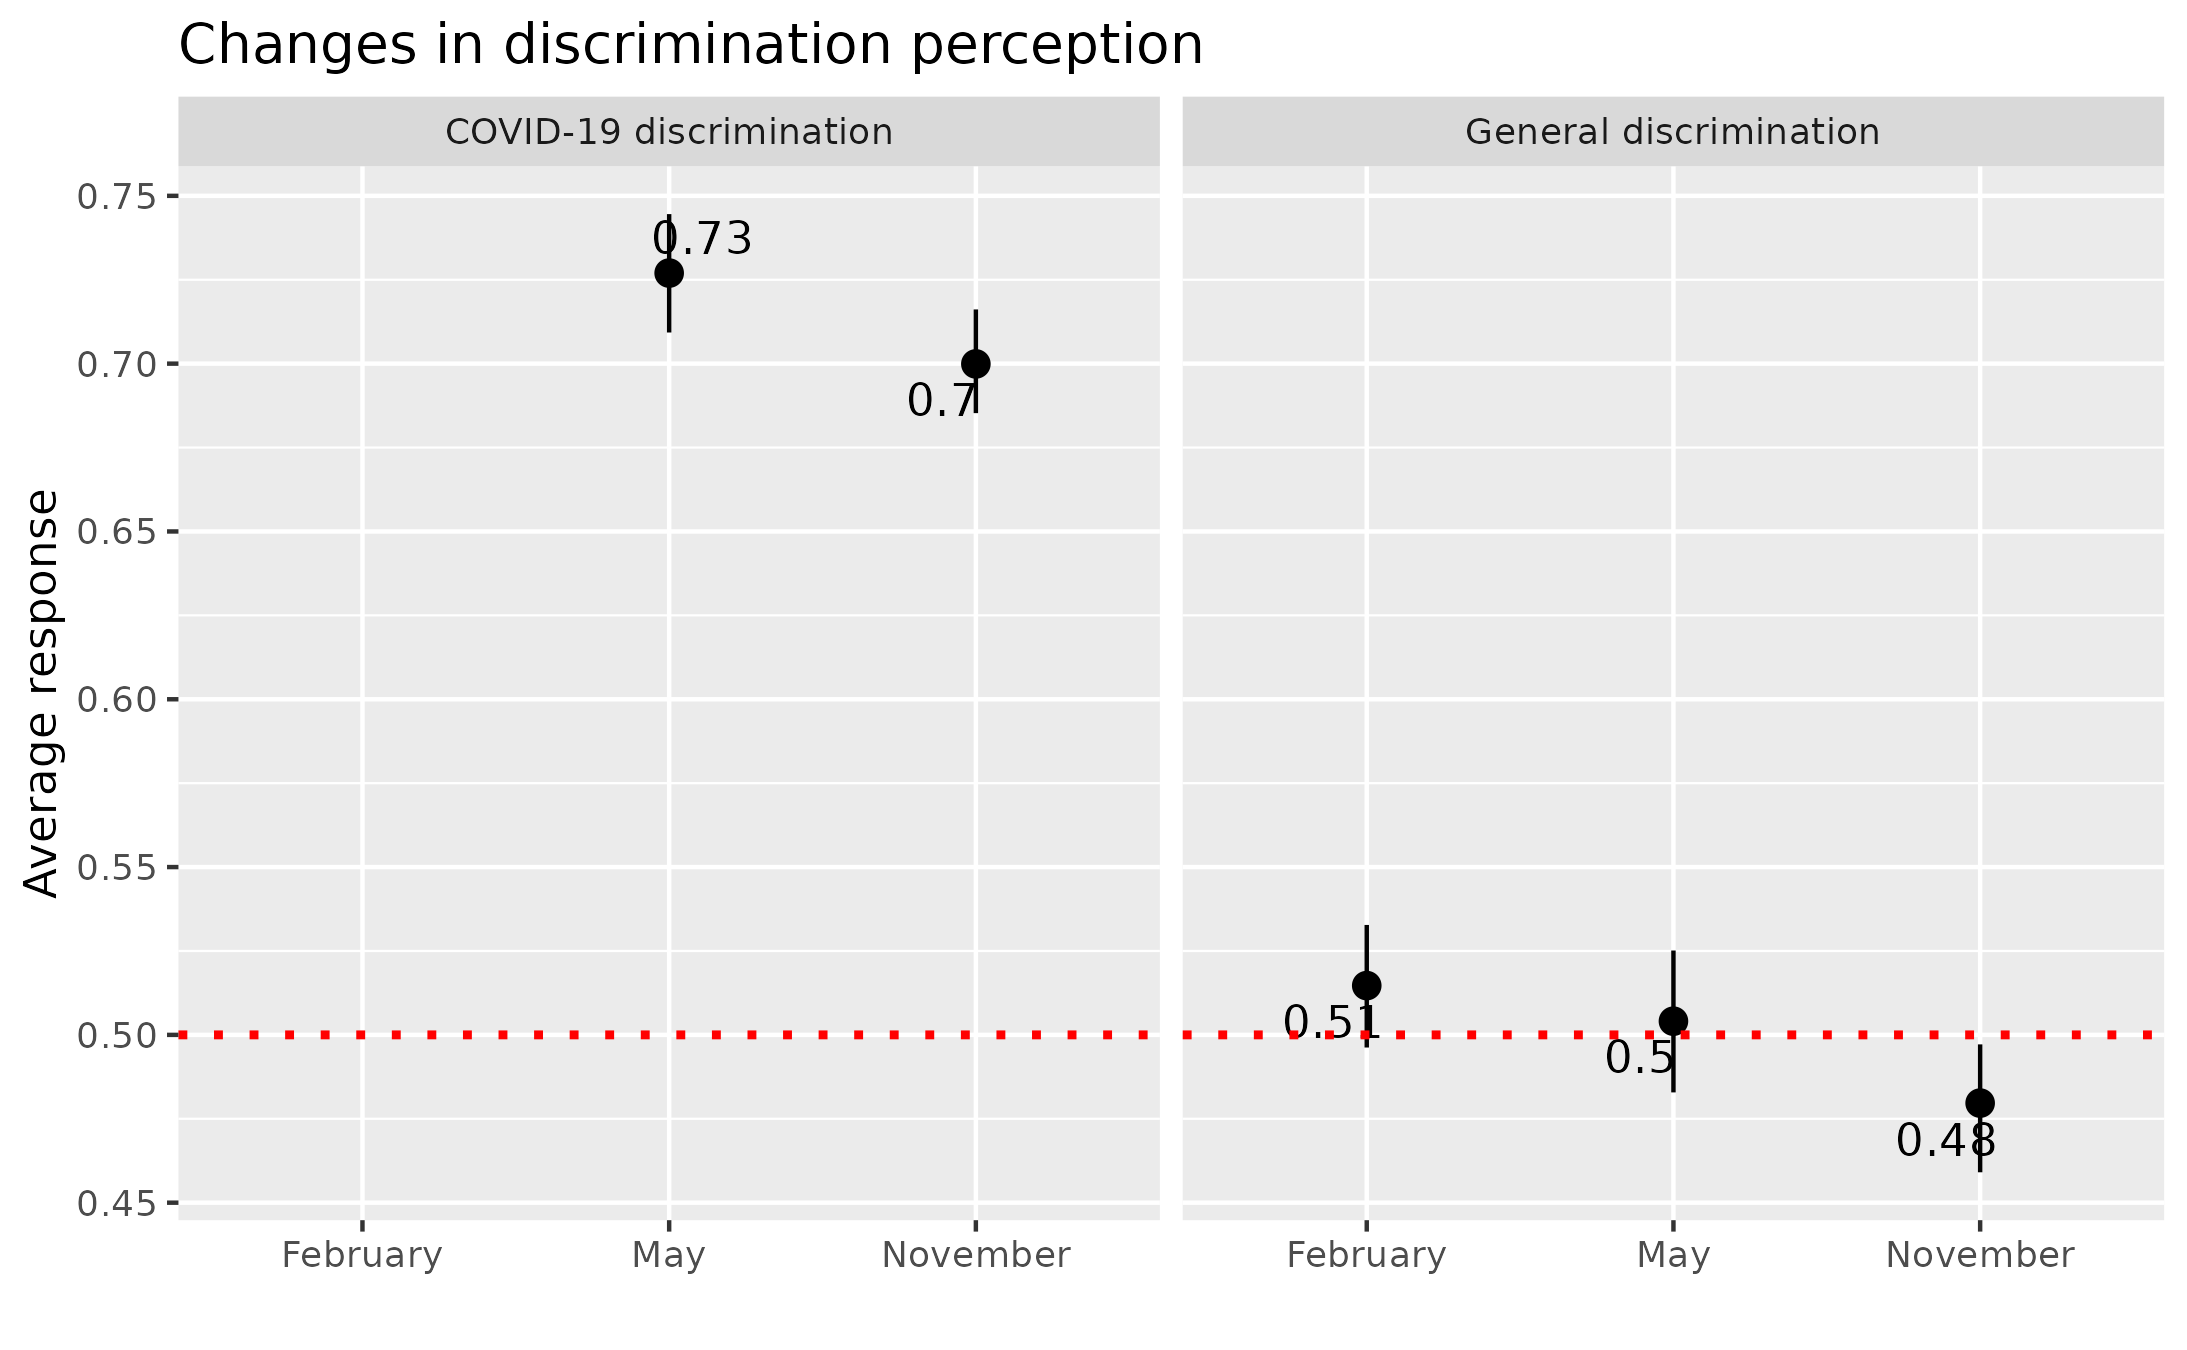 Changes in discrimination perception
COVID-19 discrimination
General discrimination
Average response
0.75
0.70
0.65
0.60
0.55
0.50
0.45
0.73
0.7
0.51
0.5
0.48
February May November
February May November